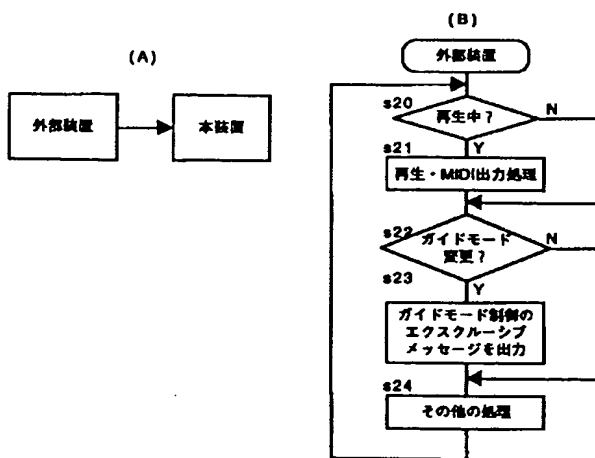 (A)
外部装置
本装置
(B)
外部装置
s20
再生中？
N
Y
s21
再生・MIDI出力処理
s22
ガイドモード
変更？
N
Y
s23
ガイドモード制御の
エクスクルーシブ
メッセージを出力
s24
その他の処理